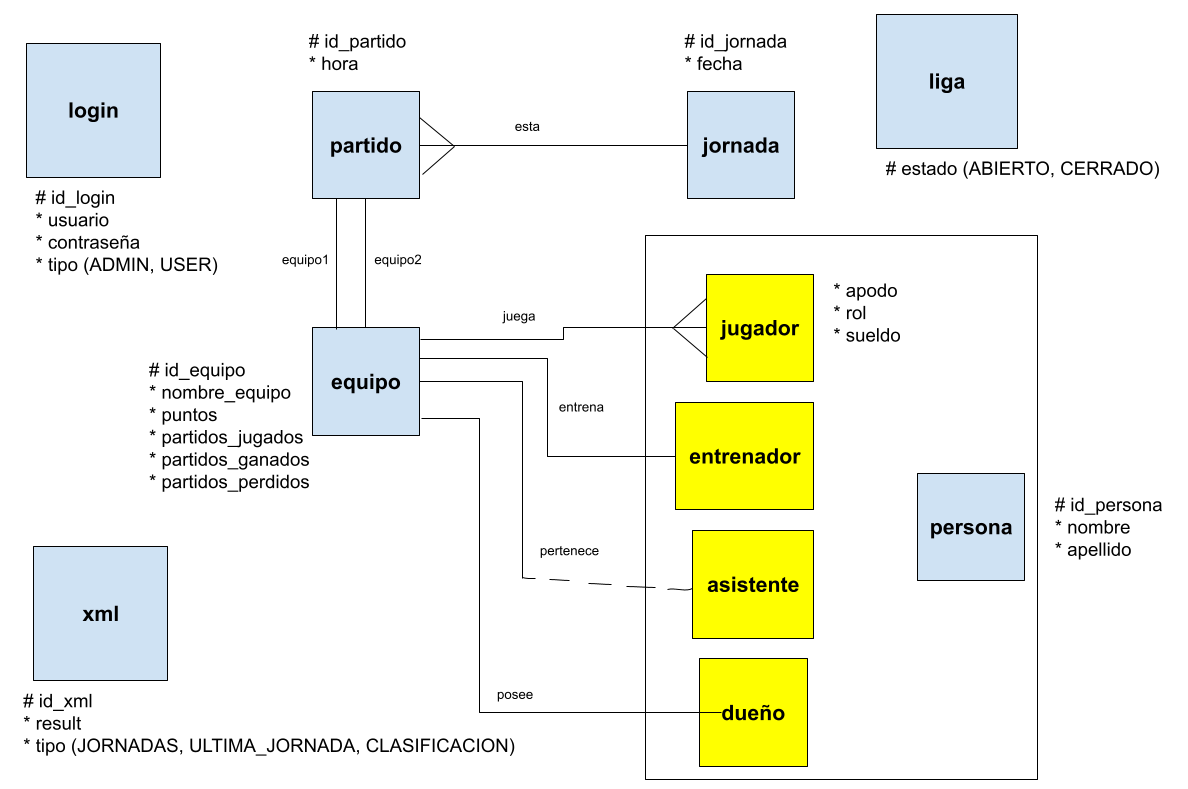 login
# id_login
* usuario
* contraseña
* tipo (ADMIN, USER)
# id_partido
* hora
partido
esta
# id_jornada
* fecha
jornada
liga
# estado (ABIERTO, CERRADO)
equipo1
equipo2
equipo
# id_equipo
* nombre_equipo
* puntos
* partidos_jugados
* partidos_ganados
* partidos_perdidos
juega
jugador
* apodo
* rol
* sueldo
entrena
entrenador
pertenece
asistente
posee
dueño
persona
# id_persona
* nombre
* apellido
xml
# id_xml
* result
* tipo (JORNADAS, ULTIMA_JORNADA, CLASIFICACION)